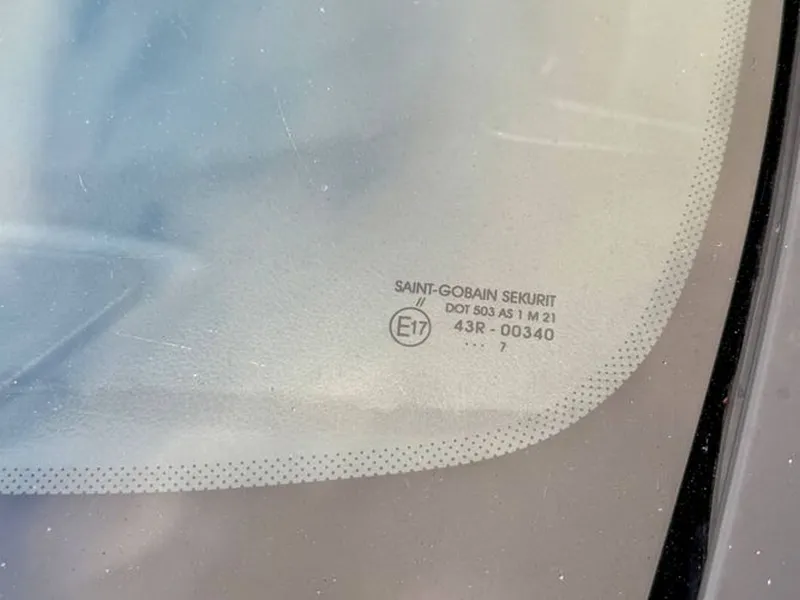 SAINT-GOBAIN SEKURIT
//
DOT 503 AS 1 M 21
E17 43R - 00340
... 7